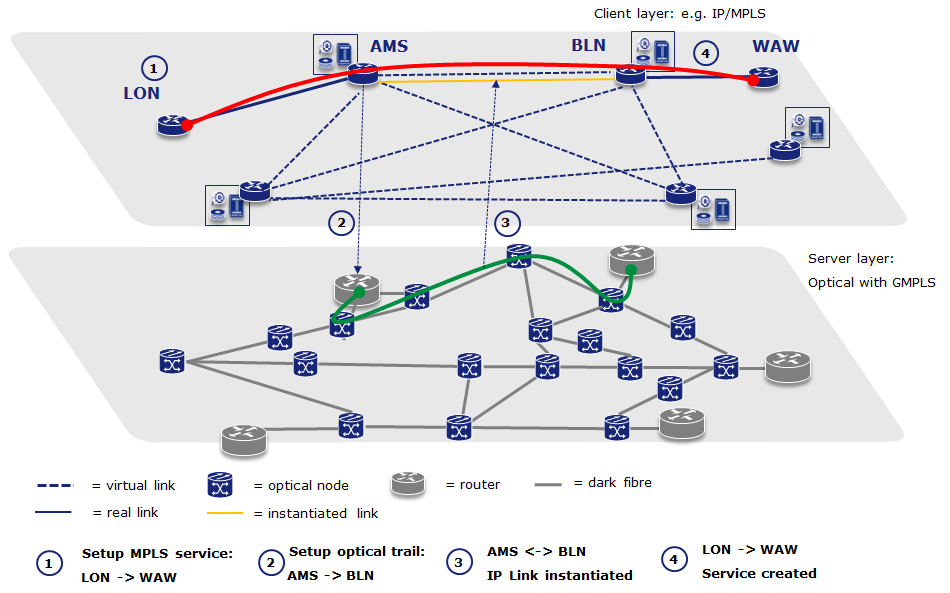 Client layer: e.g. IP/MPLS
AMS
BLN
4
WAW
1
LON
2
3
Server layer:
Optical with GMPLS
= virtual link
= optical node
= router
= dark fibre
= real link
= instantiated link
1
Setup MPLS service:
LON -> WAW
2
Setup optical trail:
AMS -> BLN
3
AMS <-> BLN
IP Link instantiated
4
LON -> WAW
Service created